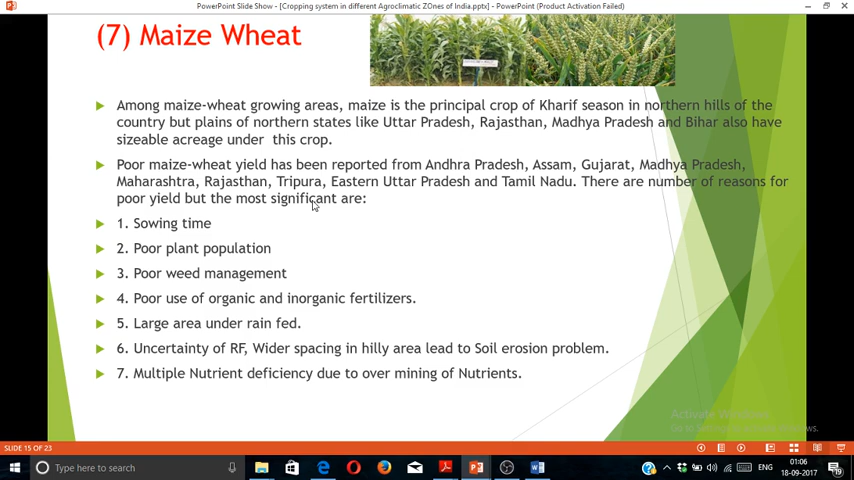 PowerPoint Slide Show - [Cropping system in different Agroclimatic ZOnes of India.pptx] - PowerPoint (Product Activation Failed)
(7) Maize Wheat
Among maize-wheat growing areas, maize is the principal crop of Kharif season in northern hills of the
country but plains of northern states like Uttar Pradesh, Rajasthan, Madhya Pradesh and Bihar also have
sizeable acreage under this crop.
Poor maize-wheat yield has been reported from Andhra Pradesh, Assam, Gujarat, Madhya Pradesh,
Maharashtra, Rajasthan, Tripura, Eastern Uttar Pradesh and Tamil Nadu. There are number of reasons for
poor yield but the most significant are:
1. Sowing time
2. Poor plant population
3. Poor weed management
4. Poor use of organic and inorganic fertilizers.
5. Large area under rain fed.
6. Uncertainty of RF, Wider spacing in hilly area lead to Soil erosion problem.
7. Multiple Nutrient deficiency due to over mining of Nutrients.
Activate Windows
Go to Settings to activate Windows.
SLIDE 15 OF 23
Type here to search
ENG
01:06
18-09-2017